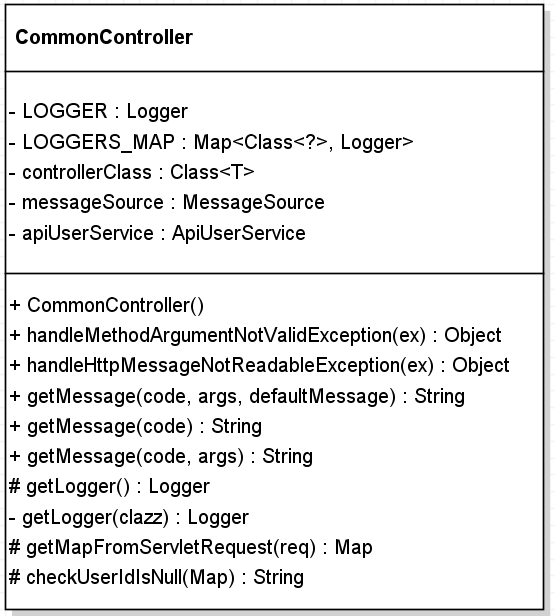 CommonController
- LOGGER : Logger
- LOGGERS_MAP : Map<Class<?>, Logger>
- controllerClass : Class<T>
- messageSource : MessageSource
- apiUserService : ApiUserService
+ CommonController()
+ handleMethodArgumentNotValidException(ex) : Object
+ handleHttpMessageNotReadableException(ex) : Object
+ getMessage(code, args, defaultMessage) : String
+ getMessage(code) : String
+ getMessage(code, args) : String
# getLogger() : Logger
- getLogger(clazz) : Logger
# getMapFromServletRequest(req) : Map
# checkUserIdIsNull(Map) : String